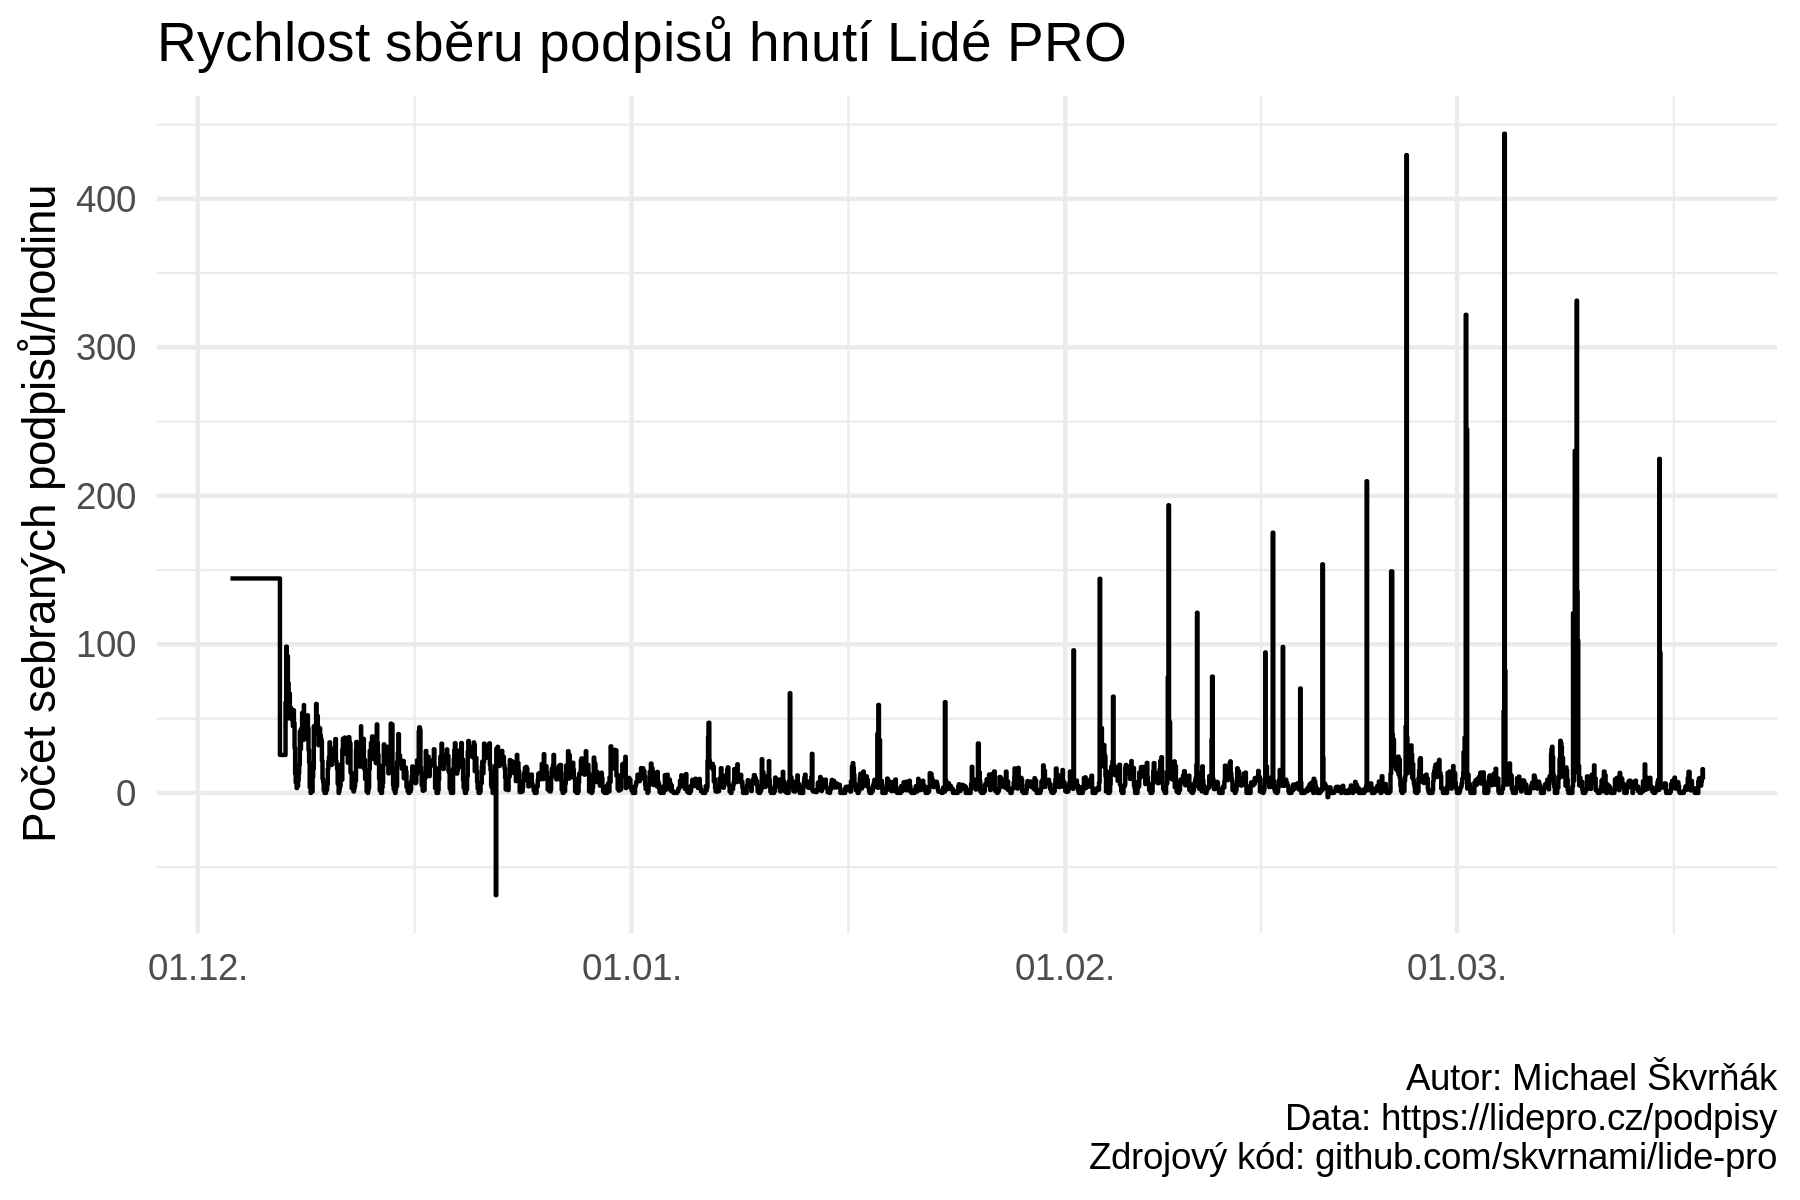 Rychlost sběru podpisů hnutí Lidé PRO
Počet sebraných podpisů/hodinu
400
300
200
100
0
01.12.
01.01.
01.02.
01.03.
Autor: Michael Škvrňák
Data: https://lidepro.cz/podpisy
Zdrojový kód: github.com/skvrnami/lide-pro